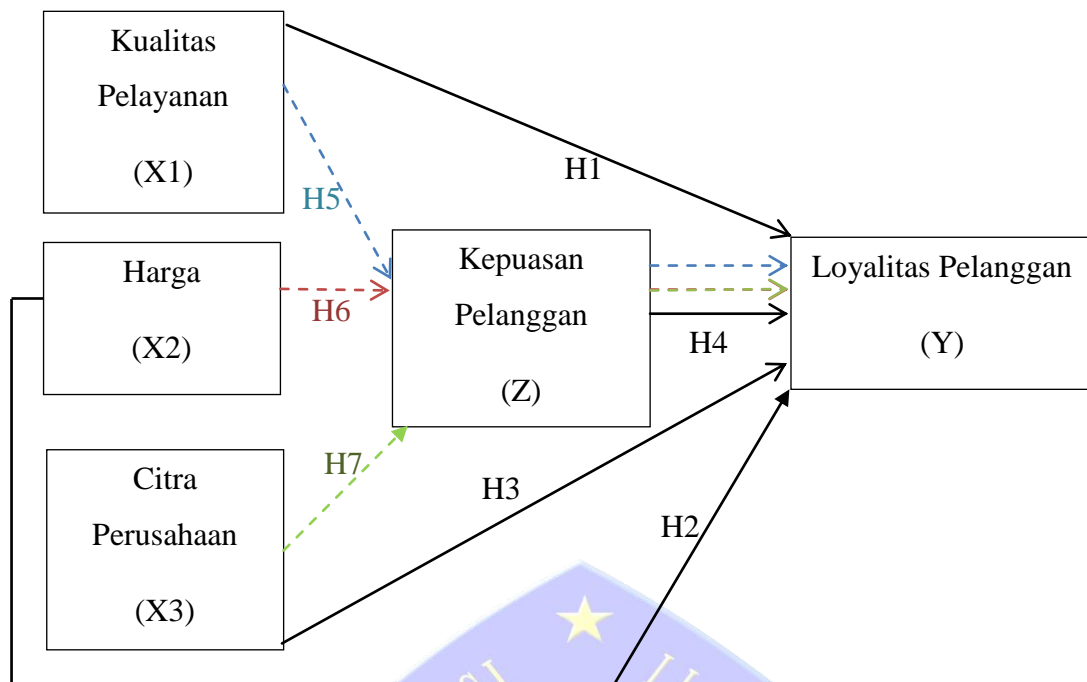 Kualitas
Pelayanan
(X1)
H1
H5
Harga
(X2)
H6
Kepuasan
Pelanggan
(Z)
H4
Loyalitas Pelanggan
(Y)
Citra
Perusahaan
(X3)
H7
H3
H2